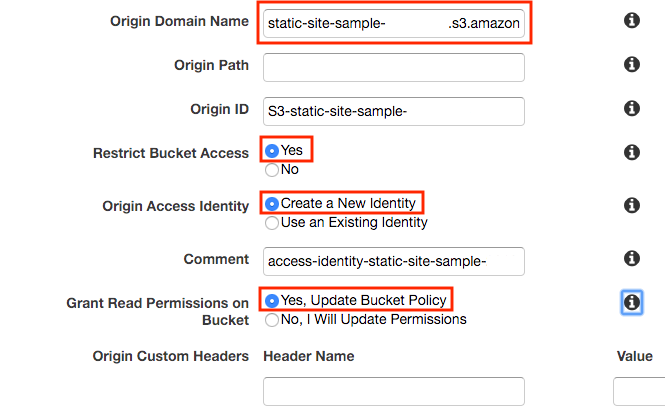 Origin Domain Name static-site-sample- .s3.amazon
Origin Path
Origin ID S3-static-site-sample-
Restrict Bucket Access Yes
No
Origin Access Identity Create a New Identity
Use an Existing Identity
Comment access-identity-static-site-sample-
Grant Read Permissions on Yes, Update Bucket Policy
Bucket No, I Will Update Permissions
Origin Custom Headers Header Name Value